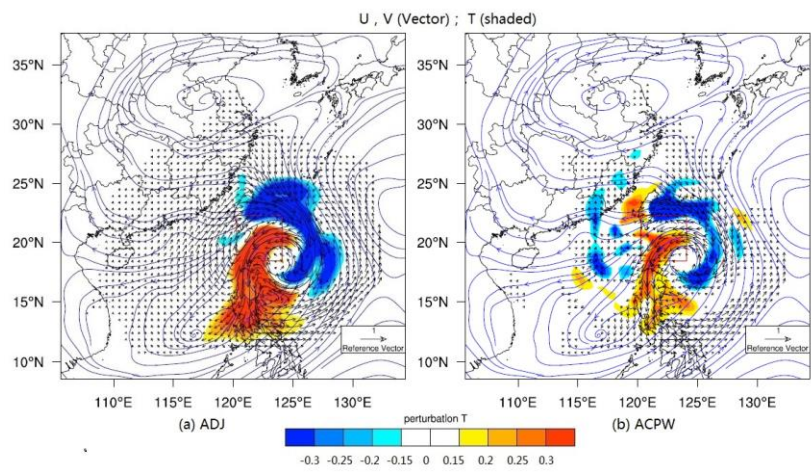 U , V (Vector) ; T (shaded)
35°N
30°N
25°N
20°N
15°N
10°N
1
Reference Vector
110°E 115°E 120°E 125°E 130°E
(a) ADJ
35°N
30°N
25°N
20°N
15°N
10°N
1
Reference Vector
110°E 115°E 120°E 125°E 130°E
(b) ACPW
perturbation T
-0.3 -0.25 -0.2 -0.15 0 0.15 0.2 0.25 0.3